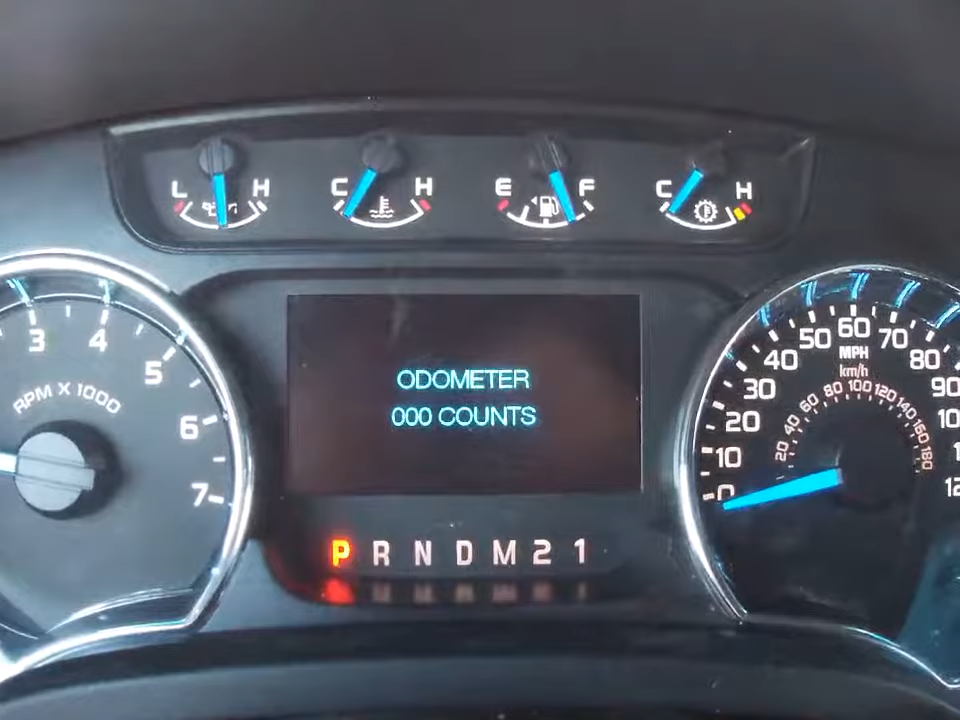 L H C H E F C H
ODOMETER
000 COUNTS
P R N D M 2 1
3 4 5 6 7
RPM X 1000
0 10 20 30 40 50 60 70 80 90
MPH
km/h
20 40 60 80 100 120 140 160 180